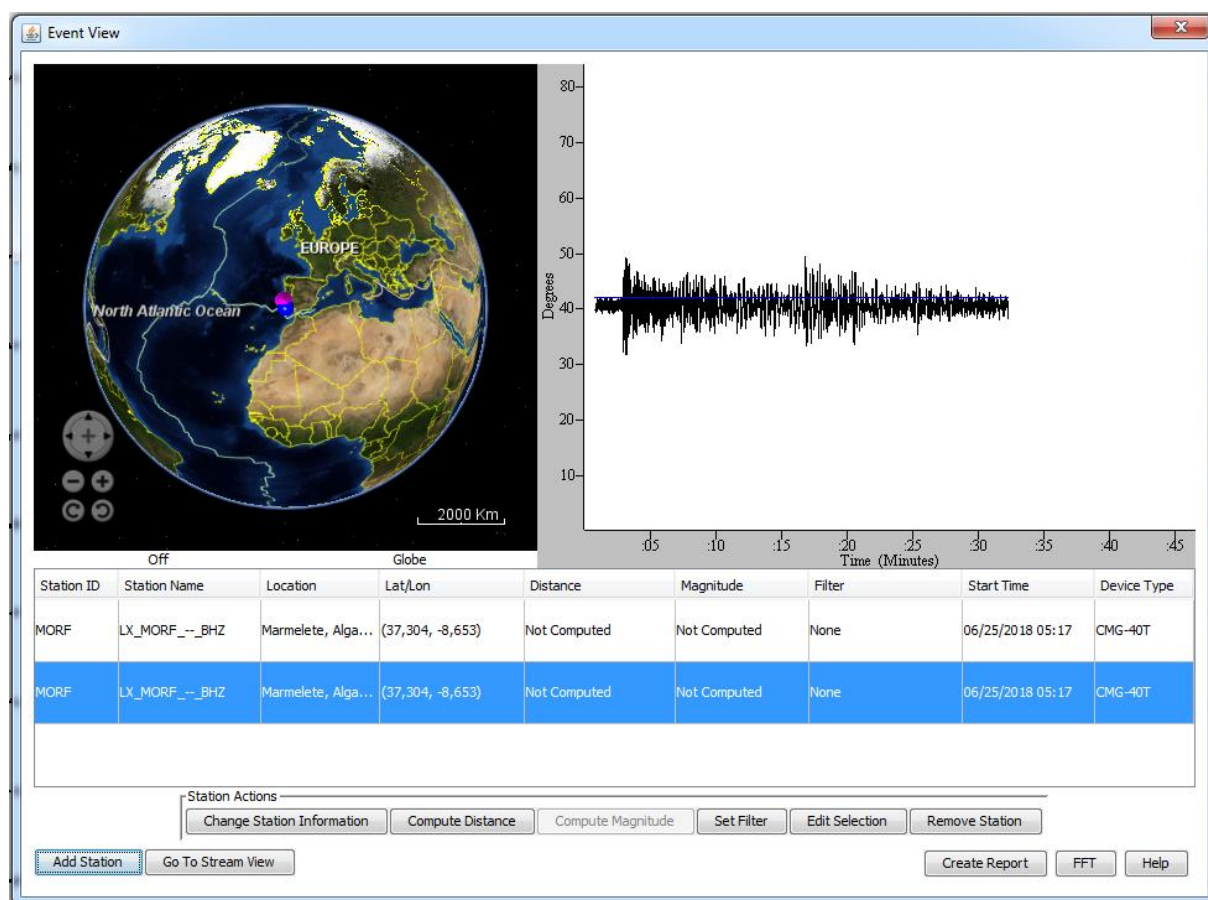 Event View
EUROPE
North Atlantic Ocean
2000 Km
Off Globe
80
70
60
50
40
30
20
10
Degrees
:05 :10 :15 :20 :25 :30 :35 :40 :45
Time (Minutes)
Station ID Station Name Location Lat/Lon Distance Magnitude Filter Start Time Device Type
MORF LX_MORF_--_BHZ Marmelete, Alga... (37,304, -8,653) Not Computed Not Computed None 06/25/2018 05:17 CMG-40T
MORF LX_MORF_--_BHZ Marmelete, Alga... (37,304, -8,653) Not Computed Not Computed None 06/25/2018 05:17 CMG-40T
Station Actions
Change Station Information Compute Distance Compute Magnitude Set Filter Edit Selection Remove Station
Add Station Go To Stream View Create Report FFT Help